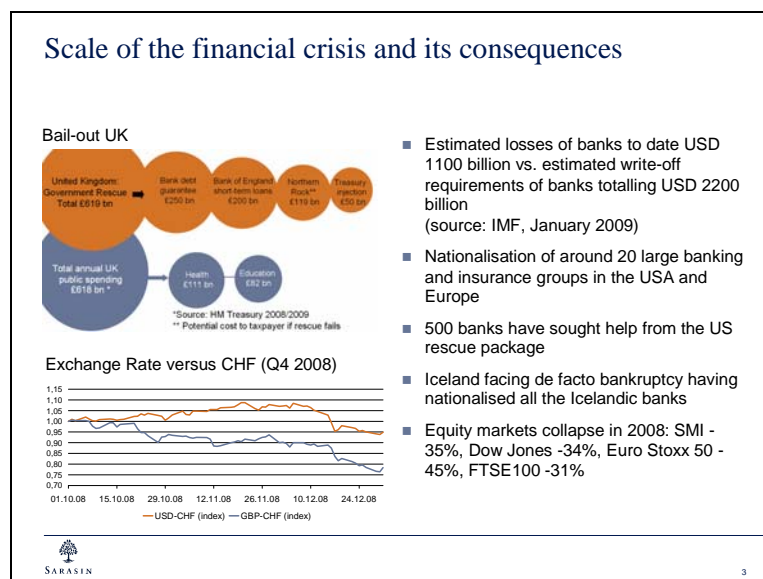 Scale of the financial crisis and its consequences
Bail-out UK
United Kingdom:
Government Rescue
Total £619 bn
Bank debt
guarantee
£250 bn
Bank of England
short-term loans
£200 bn
Northern
Rock**
£119 bn
Treasury
injection
£50 bn
Total annual UK
public spending
£618 bn *
Health
£111 bn
Education
£82 bn
*Source: HM Treasury 2008/2009
** Potential cost to taxpayer if rescue fails
Exchange Rate versus CHF (Q4 2008)
1,15
1,10
1,05
1,00
0,95
0,90
0,85
0,80
0,75
0,70
01.10.08 15.10.08 29.10.08 12.11.08 26.11.08 10.12.08 24.12.08
USD-CHF (index) GBP-CHF (index)
■ Estimated losses of banks to date USD
1100 billion vs. estimated write-off
requirements of banks totalling USD 2200
billion
(source: IMF, January 2009)
■ Nationalisation of around 20 large banking
and insurance groups in the USA and
Europe
■ 500 banks have sought help from the US
rescue package
■ Iceland facing de facto bankruptcy having
nationalised all the Icelandic banks
■ Equity markets collapse in 2008: SMI -
35%, Dow Jones -34%, Euro Stoxx 50 -
45%, FTSE100 -31%
SARASIN
3